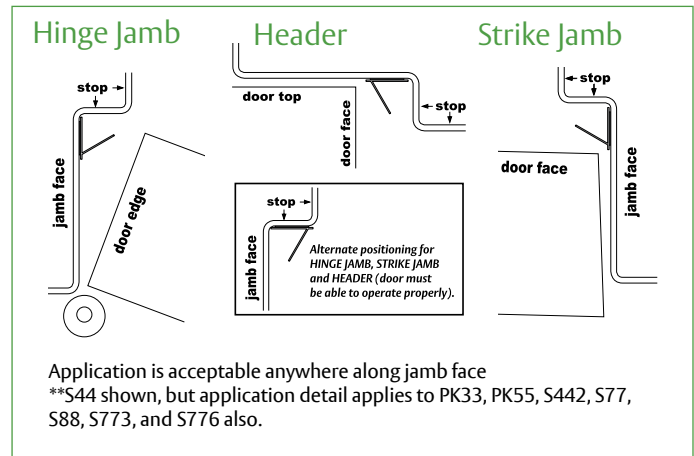 Hinge Jamb
Header
Strike Jamb
stop
jamb face
door edge
door top
door face
stop
stop
door face
jamb face
stop
jamb face
Alternate positioning for
HINGE JAMB, STRIKE JAMB
and HEADER (door must
be able to operate properly).
Application is acceptable anywhere along jamb face
**S44 shown, but application detail applies to PK33, PK55, S442, S77,
S88, S773, and S776 also.